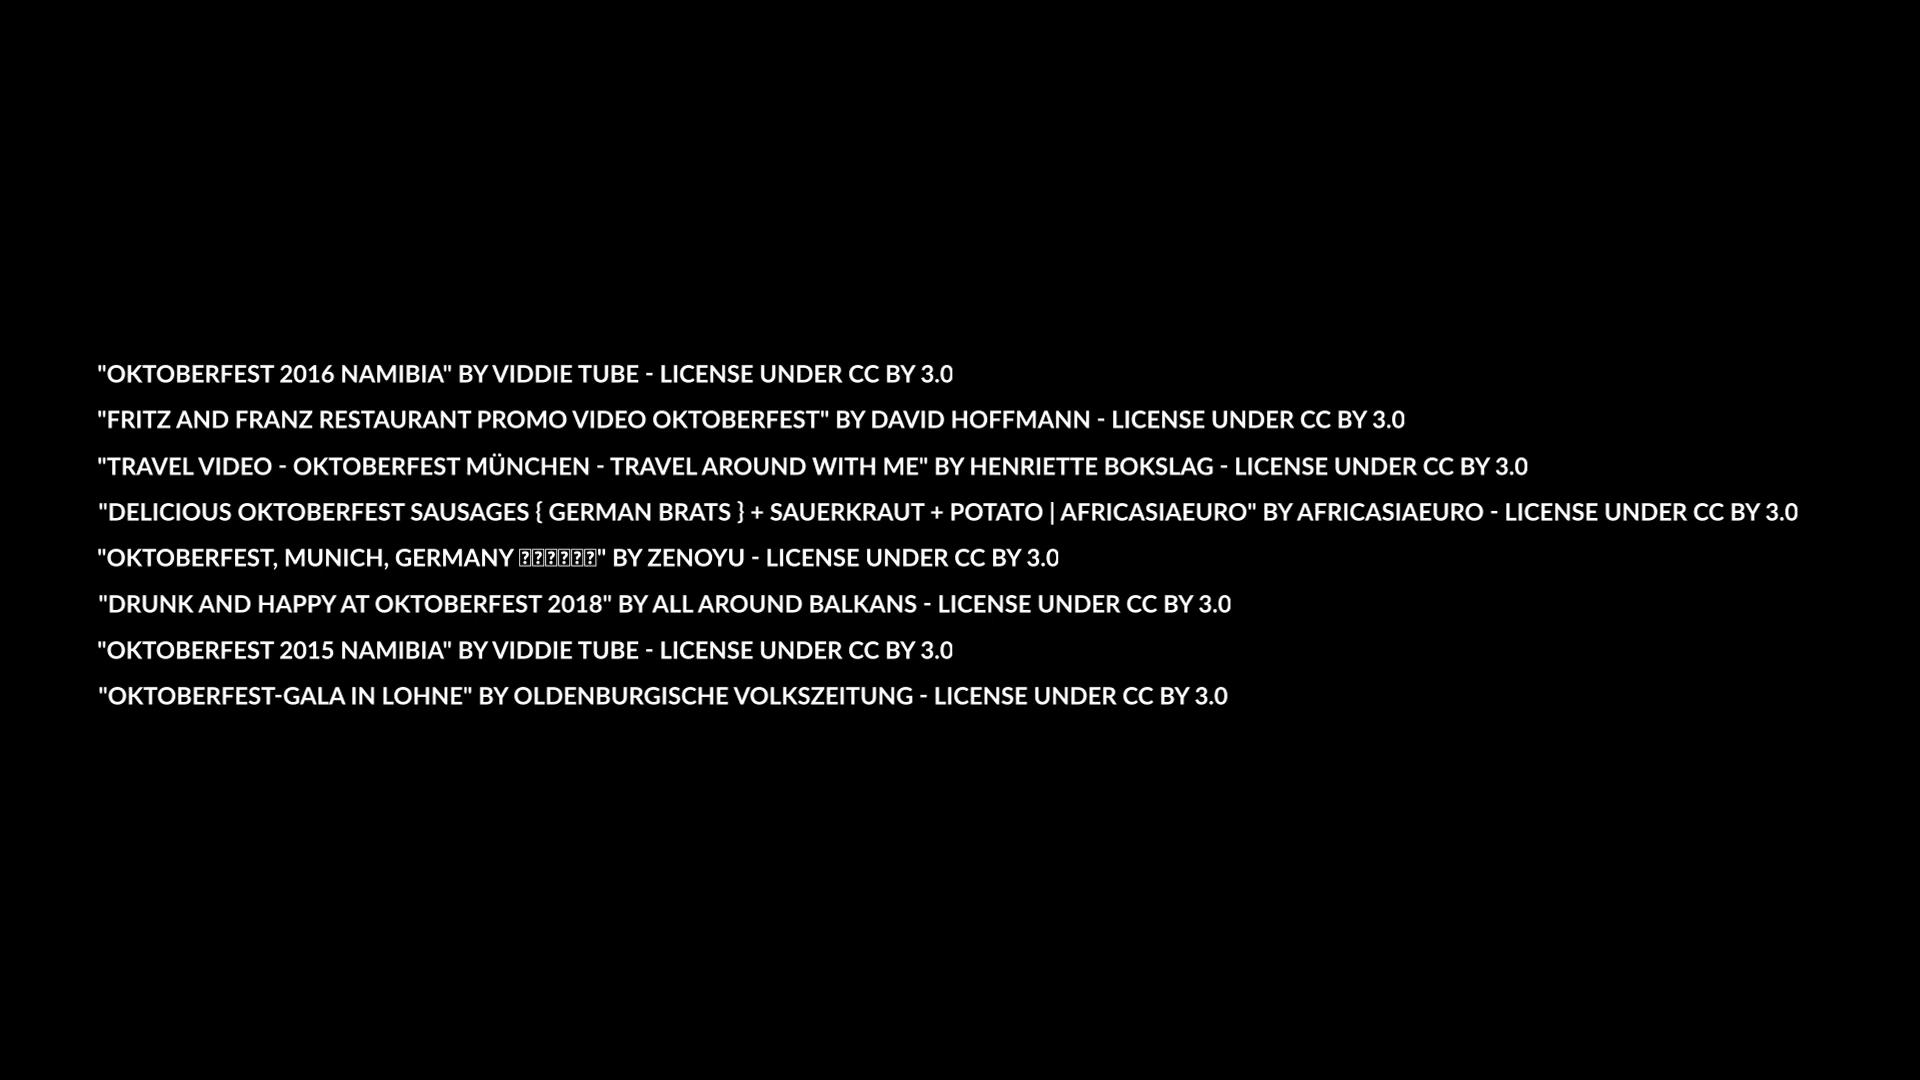 "OKTOBERFEST 2016 NAMIBIA" BY VIDDIE TUBE - LICENSE UNDER CC BY 3.0
"FRITZ AND FRANZ RESTAURANT PROMO VIDEO OKTOBERFEST" BY DAVID HOFFMANN - LICENSE UNDER CC BY 3.0
"TRAVEL VIDEO - OKTOBERFEST MÜNCHEN - TRAVEL AROUND WITH ME" BY HENRIETTE BOKSLAG - LICENSE UNDER CC BY 3.0
"DELICIOUS OKTOBERFEST SAUSAGES { GERMAN BRATS } + SAUERKRAUT + POTATO | AFRICASIAEURO" BY AFRICASIAEURO - LICENSE UNDER CC BY 3.0
"OKTOBERFEST, MUNICH, GERMANY " BY ZENOYU - LICENSE UNDER CC BY 3.0
"DRUNK AND HAPPY AT OKTOBERFEST 2018" BY ALL AROUND BALKANS - LICENSE UNDER CC BY 3.0
"OKTOBERFEST 2015 NAMIBIA" BY VIDDIE TUBE - LICENSE UNDER CC BY 3.0
"OKTOBERFEST-GALA IN LOHNE" BY OLDENBURGISCHE VOLKSZEITUNG - LICENSE UNDER CC BY 3.0